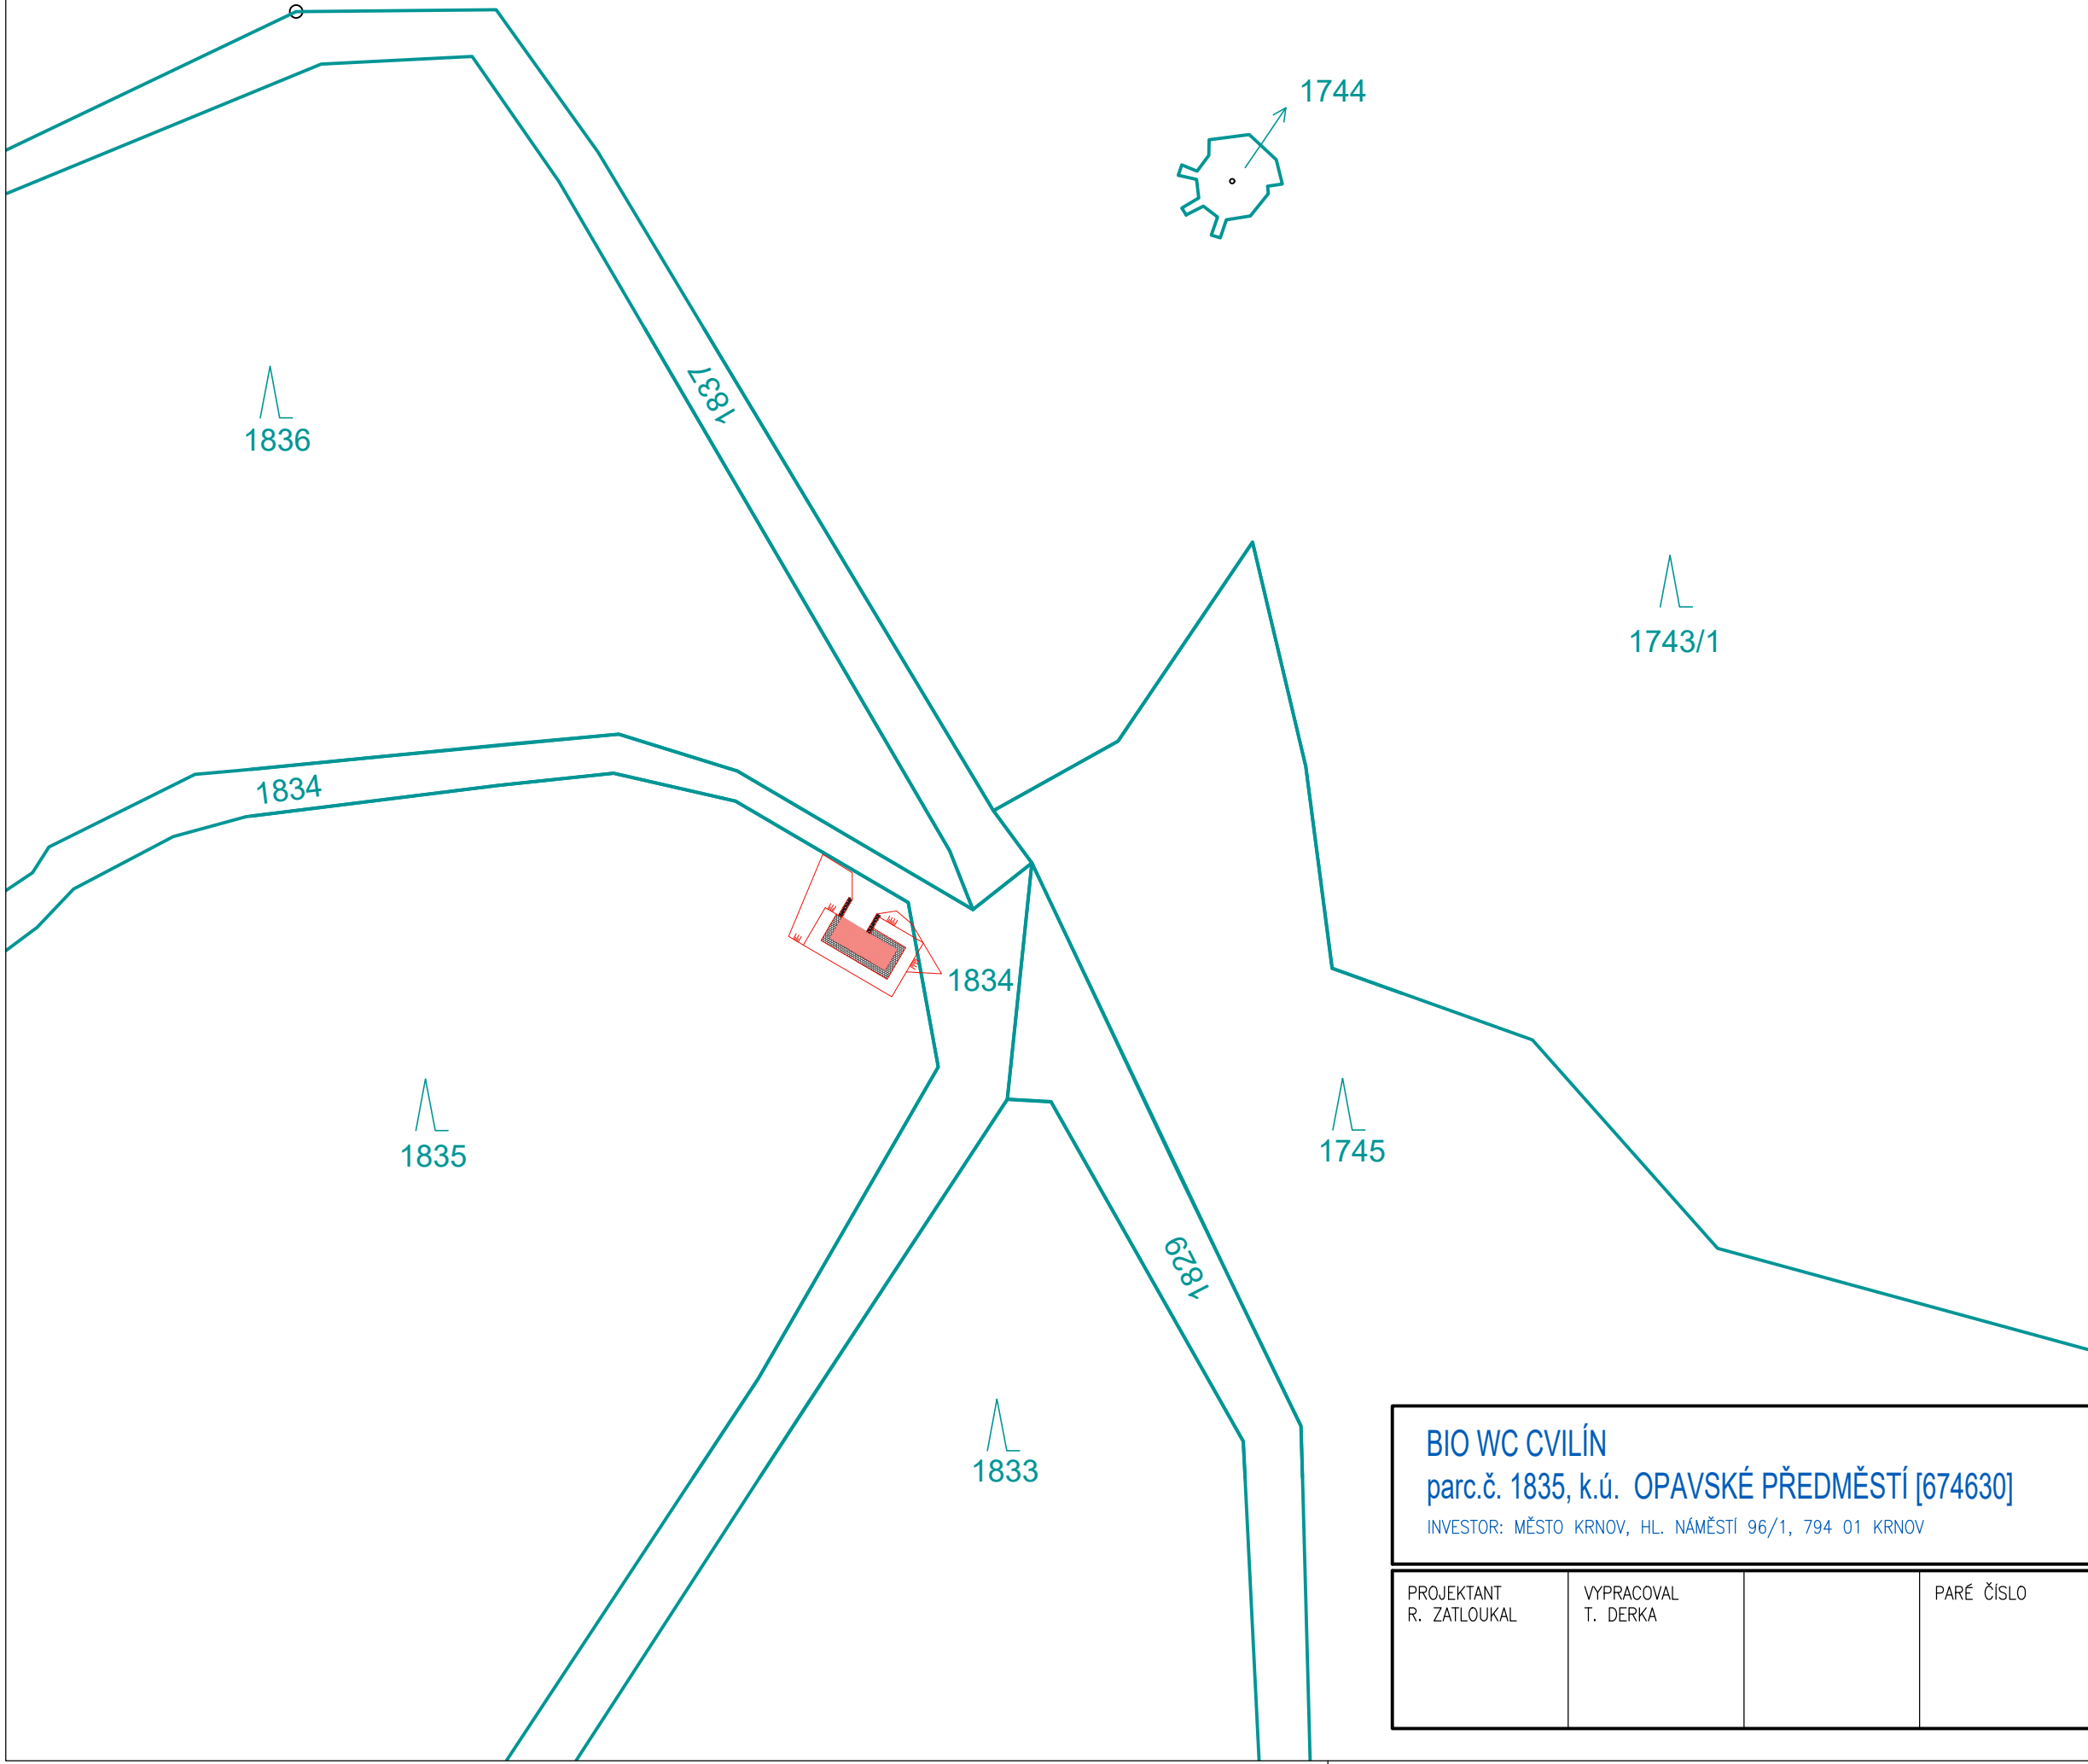 1744
1837
1836
1743/1
1834
1834
1835
1745
1829
1833
BIO WC CVILÍN
parc.č. 1835, k.ú. OPAVSKÉ PŘEDMĚSTÍ [674630]
INVESTOR: MĚSTO KRNOV, HL. NÁMĚSTÍ 96/1, 794 01 KRNOV
PROJEKTANT
R. ZATLOUKAL
VYPRACOVAL
T. DERKA
PARÉ ČÍSLO